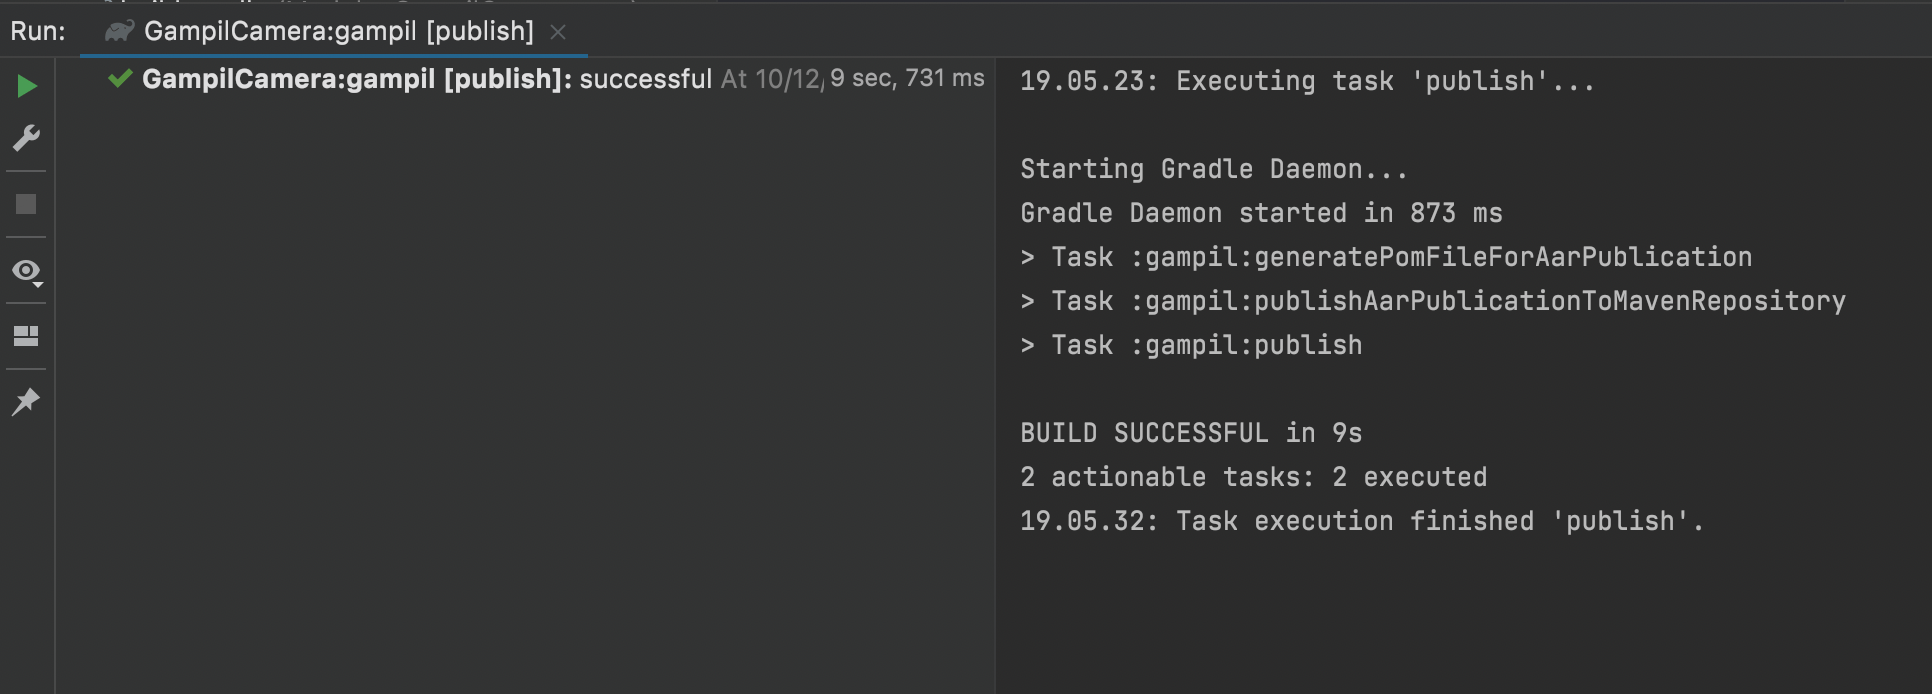 Run: GampilCamera:gampil [publish]
GampilCamera:gampil [publish]: successful At 10/12, 9 sec, 731 ms
19.05.23: Executing task 'publish'...
Starting Gradle Daemon...
Gradle Daemon started in 873 ms
> Task :gampil:generatePomFileForAarPublication
> Task :gampil:publishAarPublicationToMavenRepository
> Task :gampil:publish
BUILD SUCCESSFUL in 9s
2 actionable tasks: 2 executed
19.05.32: Task execution finished 'publish'.